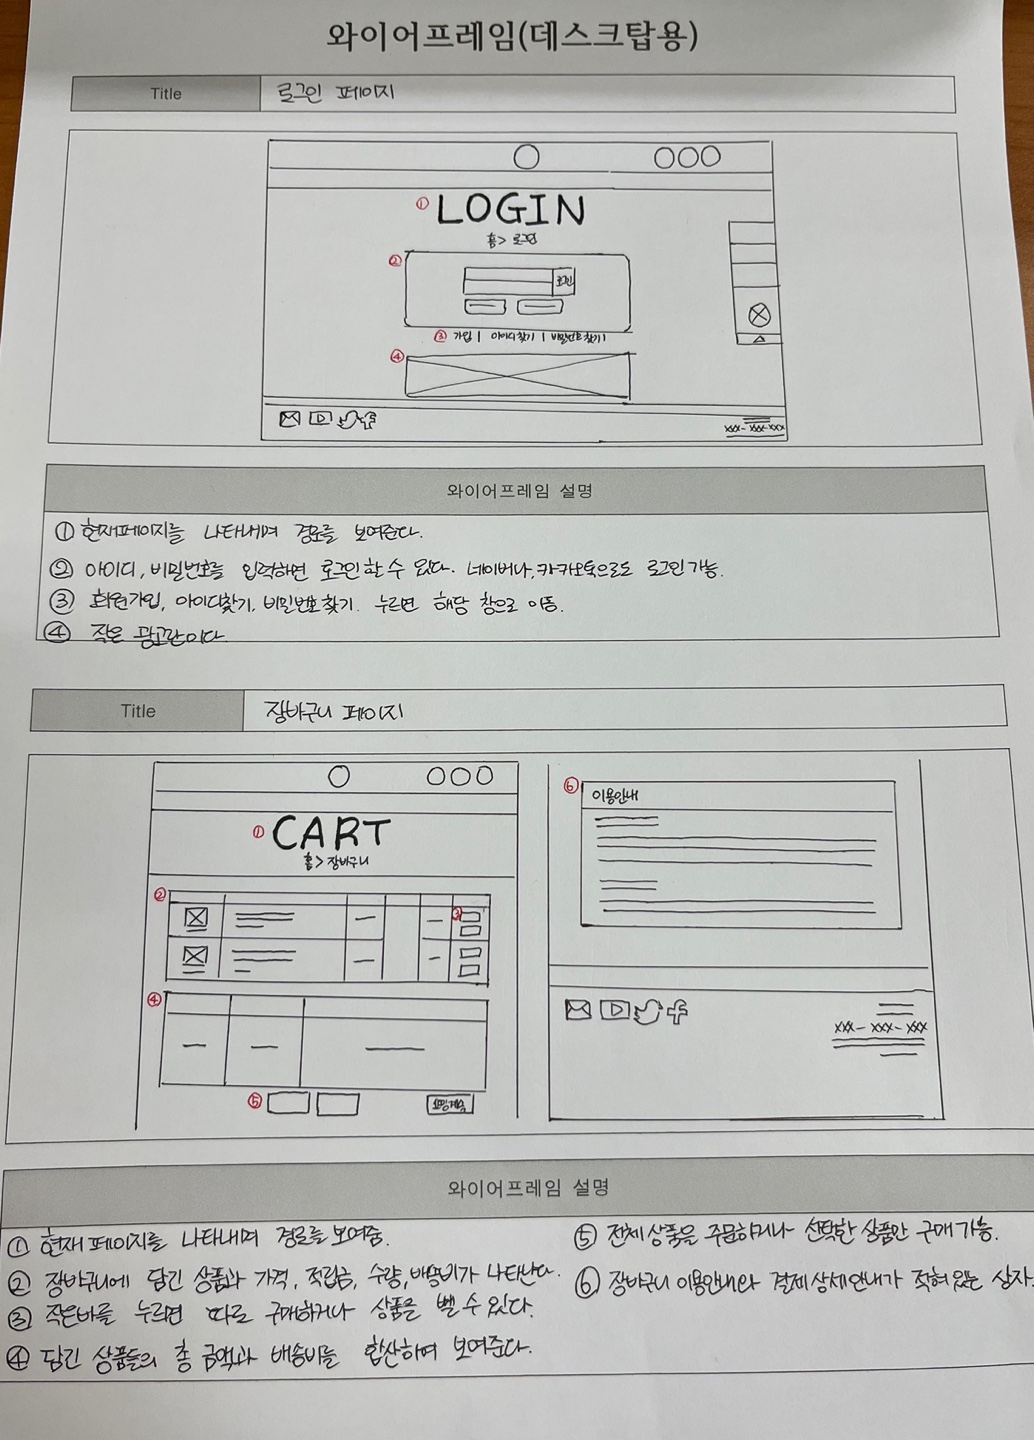 와이어프레임(데스크탑용)
Title
로그인 페이지
① LOGIN
홈 > 로그인
②
로그인
③ 가입 | 아이디찾기 | 비밀번호찾기 |
④
XXX - XXX-XXX
와이어프레임 설명
① 현재페이지를 나타내며 경로를 보여준다.
② 아이디, 비밀번호를 입력하면 로그인 할 수 있다. 네이버나, 카카오톡으로도 로그인 가능.
③ 회원가입, 아이디찾기, 비밀번호 찾기. 누르면 해당 창으로 이동.
④ 작은 광고란이다.
Title
장바구니 페이지
① CART
홈 > 장바구니
②
③
④
⑤
쇼핑계속
⑥
이용안내
XXX - XXX - XXX
와이어프레임 설명
① 현재 페이지를 나타내며 경로를 보여줌.
② 장바구니에 담긴 상품과 가격, 적립금, 수량, 배송비가 나타난다.
③ 작은바를 누르면 따로 구매하거나 상품을 뺄 수 있다.
④ 담긴 상품들의 총 금액과 배송비를 합산하여 보여준다.
⑤ 전체 상품을 주문하거나 선택한 상품만 구매 가능.
⑥ 장바구니 이용안내와 결제 상세안내가 적혀 있는 상자.